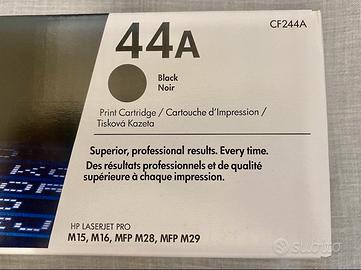 CF244A
44A
Black
Noir
Print Cartridge / Cartouche d'Impression /
Tisková Kazeta
Superior, professional results. Every time.
Des résultats professionnels et de qualité
supérieure à chaque impression.
HP LASERJET PRO
M15, M16, MFP M28, MFP M29
subito